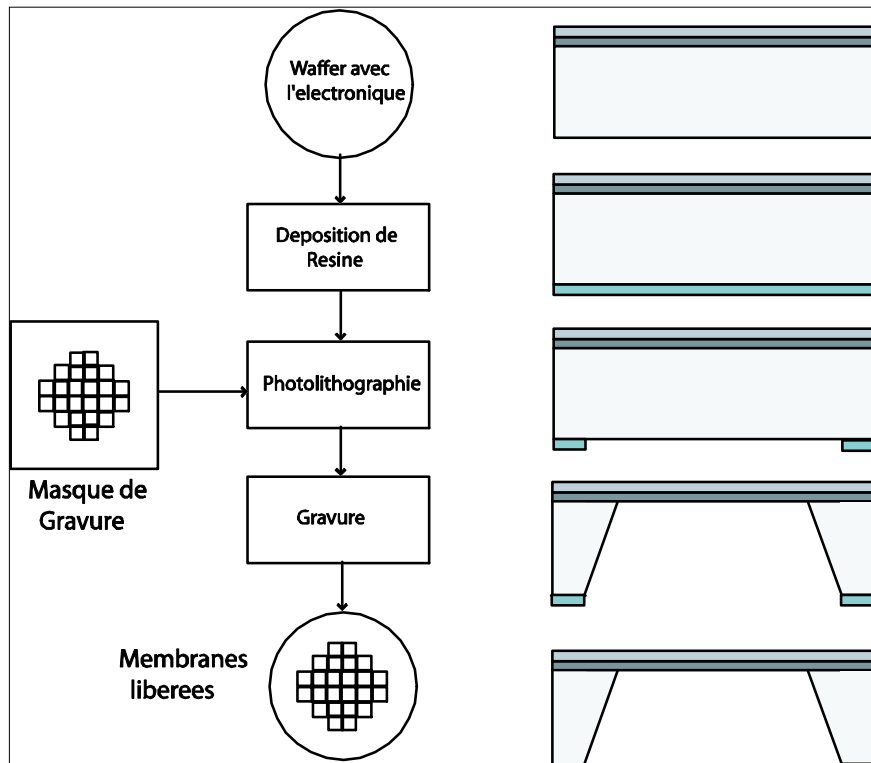 Waffer avec
l'electronique
Deposition de
Resine
Photolithographie
Masque de
Gravure
Gravure
Membranes
liberees